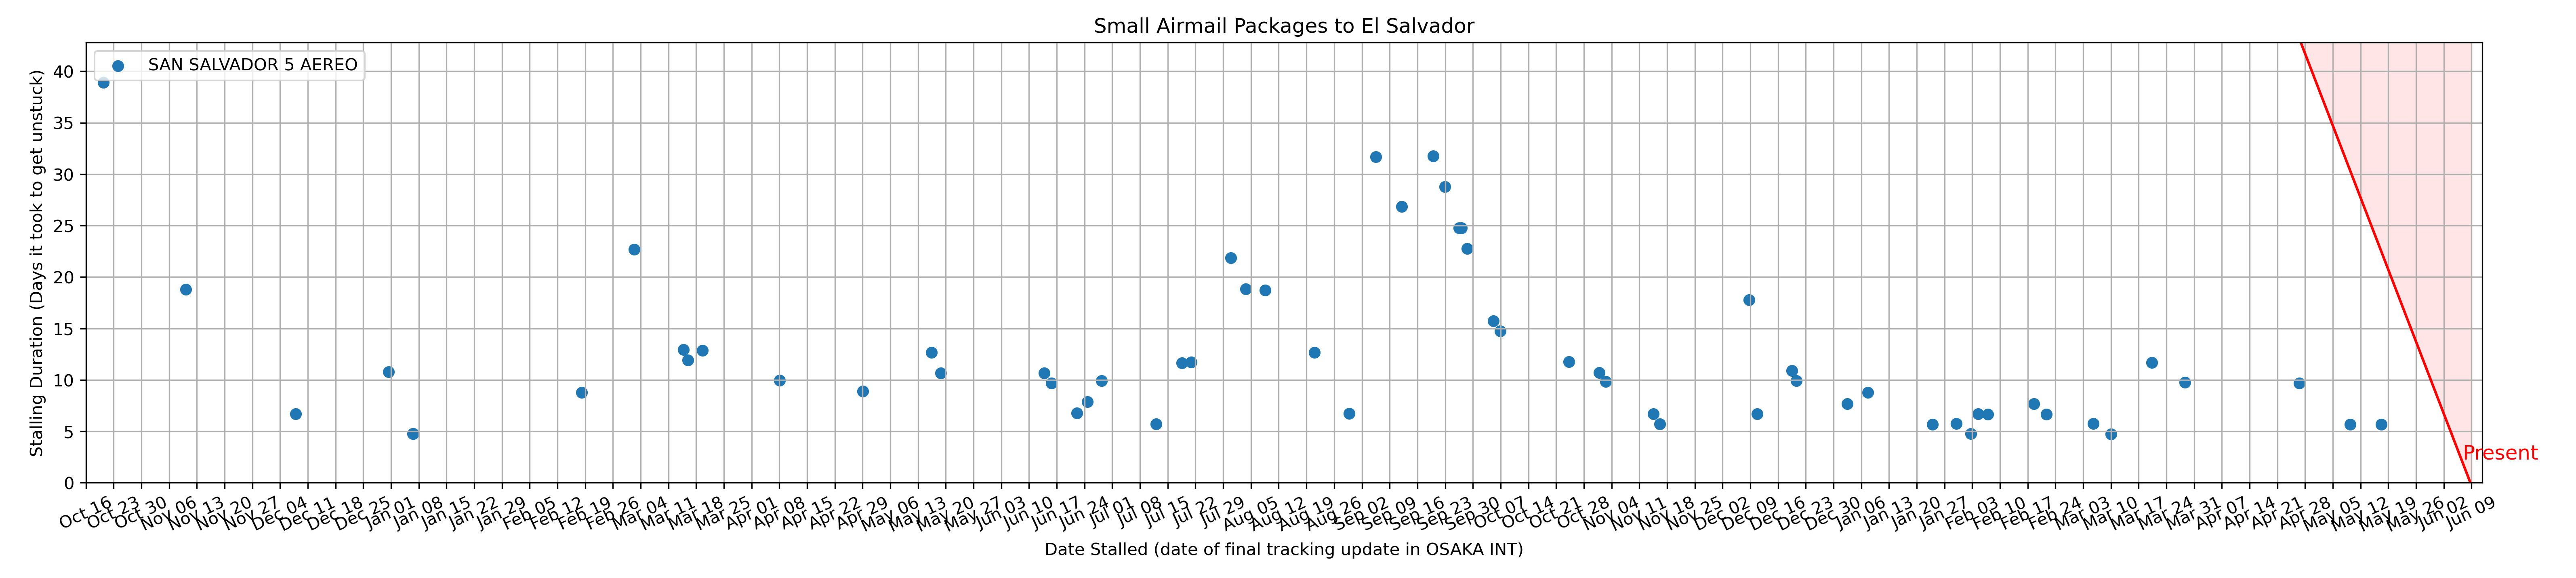 Small Airmail Packages to El Salvador
SAN SALVADOR 5 AEREO
Stalling Duration (Days it took to get unstuck)
40
35
30
25
20
15
10
5
0
Present
Oct 16
Oct 23
Oct 30
Nov 06
Nov 13
Nov 20
Nov 27
Dec 04
Dec 11
Dec 18
Dec 25
Jan 01
Jan 08
Jan 15
Jan 22
Jan 29
Feb 05
Feb 12
Feb 19
Feb 26
Mar 04
Mar 11
Mar 18
Mar 25
Apr 01
Apr 08
Apr 15
Apr 22
Apr 29
May 06
May 13
May 20
May 27
Jun 03
Jun 10
Jun 17
Jun 24
Jul 01
Jul 08
Jul 15
Jul 22
Jul 29
Aug 05
Aug 12
Aug 19
Aug 26
Sep 02
Sep 09
Sep 16
Sep 23
Sep 30
Oct 07
Oct 14
Oct 21
Oct 28
Nov 04
Nov 11
Nov 18
Nov 25
Dec 02
Dec 09
Dec 16
Dec 23
Dec 30
Jan 06
Jan 13
Jan 20
Jan 27
Feb 03
Feb 10
Feb 17
Feb 24
Mar 03
Mar 10
Mar 17
Mar 24
Mar 31
Apr 07
Apr 14
Apr 21
Apr 28
May 05
May 12
May 19
May 26
Jun 02
Jun 09
Date Stalled (date of final tracking update in OSAKA INT)